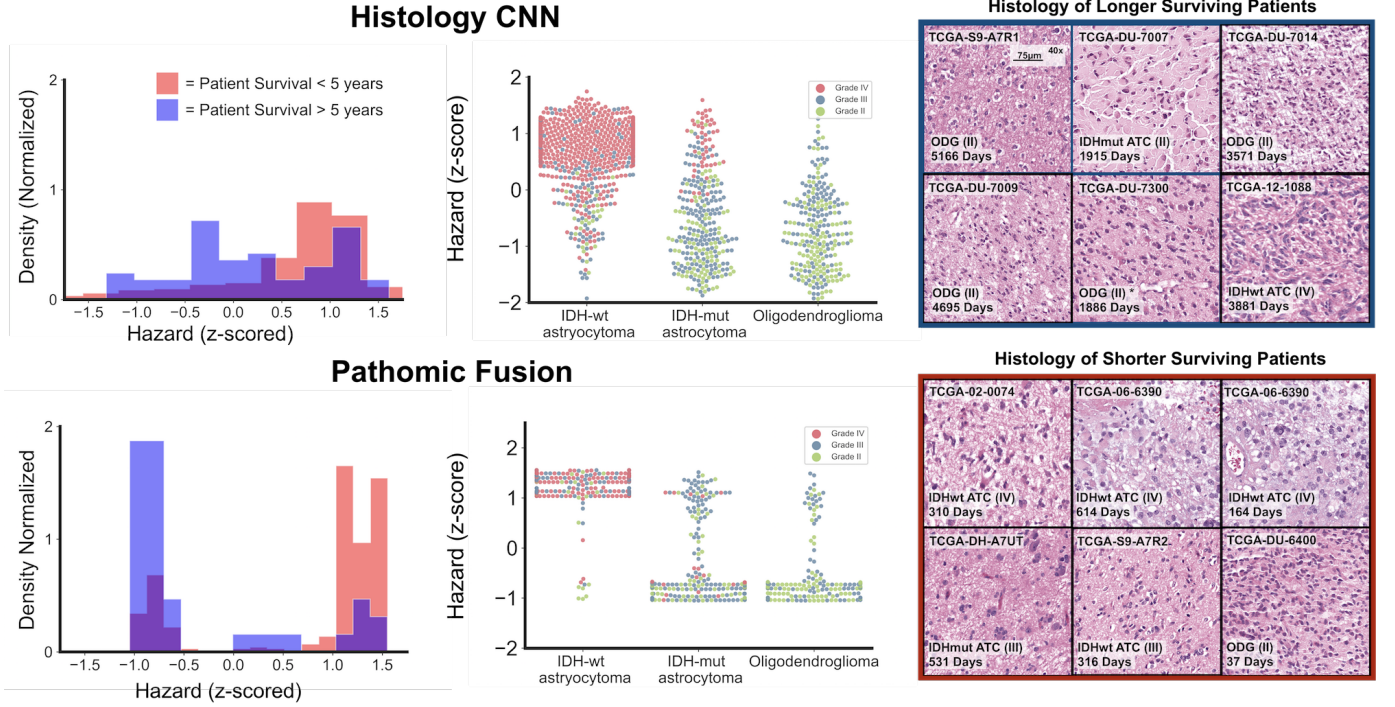 Histology CNN
Density (Normalized)
2
1
0
= Patient Survival < 5 years
= Patient Survival > 5 years
−1.5 −1.0 −0.5 0.0 0.5 1.0 1.5
Hazard (z-scored)
Hazard (z-score)
2
1
0
−1
−2
Grade IV
Grade III
Grade II
IDH-wt
astryocytoma
IDH-mut
astrocytoma
Oligodendroglioma
Histology of Longer Surviving Patients
TCGA-S9-A7R1
40x
75μm
ODG (II)
5166 Days
TCGA-DU-7007
IDHmut ATC (II)
1915 Days
TCGA-DU-7014
ODG (II)
3571 Days
TCGA-DU-7009
ODG (II)
4695 Days
TCGA-DU-7300
ODG (II) *
1886 Days
TCGA-12-1088
IDHwt ATC (IV)
3881 Days
Pathomic Fusion
Density Normalized
2
1
0
−1.5 −1.0 −0.5 0.0 0.5 1.0 1.5
Hazard (z-scored)
Hazard (z-score)
2
1
0
−1
−2
Grade IV
Grade III
Grade II
IDH-wt
astryocytoma
IDH-mut
astrocytoma
Oligodendroglioma
Histology of Shorter Surviving Patients
TCGA-02-0074
IDHwt ATC (IV)
310 Days
TCGA-06-6390
IDHwt ATC (IV)
614 Days
TCGA-06-6390
IDHwt ATC (IV)
164 Days
TCGA-DH-A7UT
IDHmut ATC (III)
531 Days
TCGA-S9-A7R2
IDHwt ATC (III)
316 Days
TCGA-DU-6400
ODG (II)
37 Days